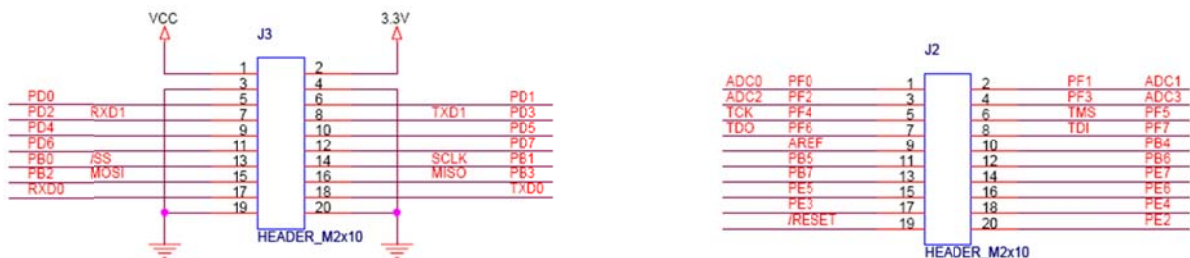 VCC 3.3V
J3
1 2
3 4
PD0 5 6 PD1
PD2 RXD1 7 8 TXD1 PD3
PD4 9 10 PD5
PD6 11 12 PD7
PB0 /SS 13 14 SCLK PB1
PB2 MOSI 15 16 MISO PB3
RXD0 17 18 TXD0
19 20
HEADER_M2x10
J2
ADC0 PF0 1 2 PF1 ADC1
ADC2 PF2 3 4 PF3 ADC3
TCK PF4 5 6 TMS PF5
TDO PF6 7 8 TDI PF7
AREF 9 10 PB4
PB5 11 12 PB6
PB7 13 14 PE7
PE5 15 16 PE6
PE3 17 18 PE4
/RESET 19 20 PE2
HEADER_M2x10